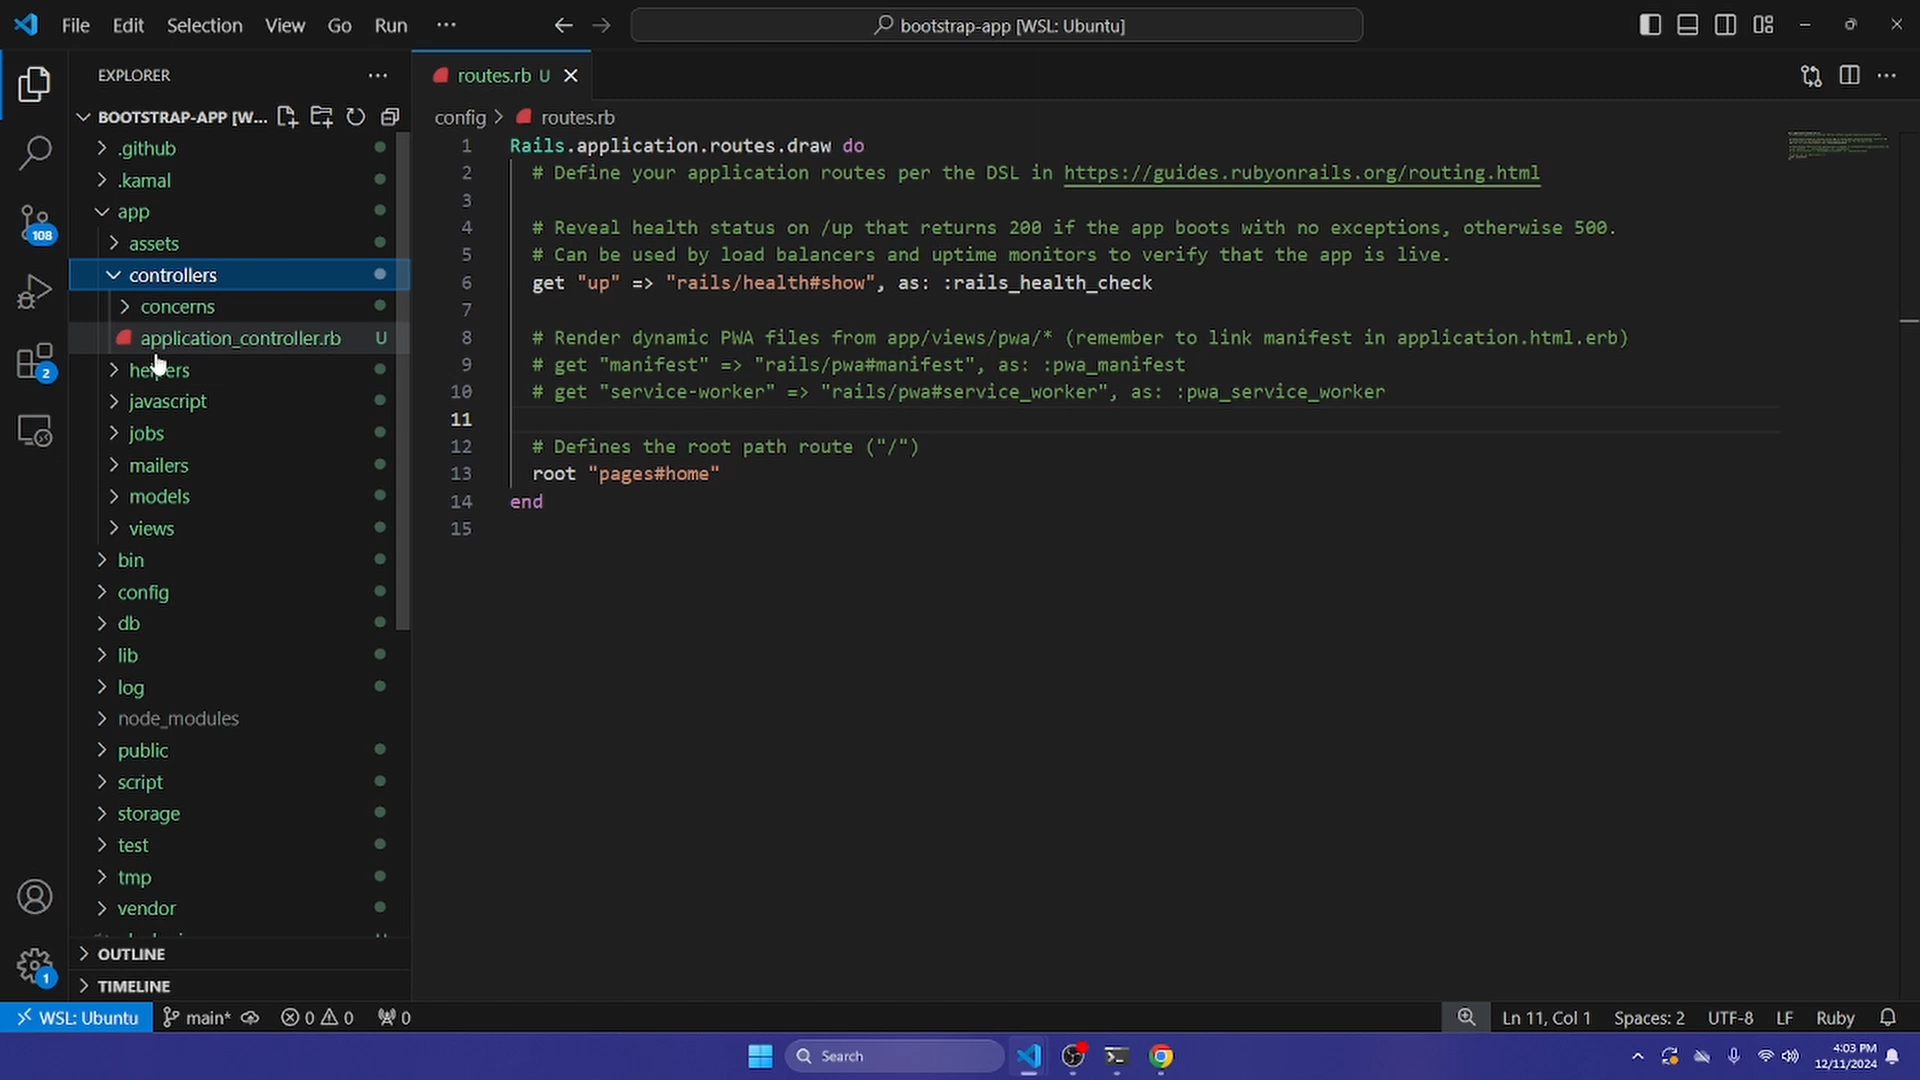 File Edit Selection View Go Run ···
bootstrap-app [WSL: Ubuntu]
EXPLORER
routes.rb U
BOOTSTRAP-APP [W...
config > routes.rb
.github
.kamal
app
assets
controllers
concerns
application_controller.rb U
helpers
javascript
jobs
mailers
models
views
bin
config
db
lib
log
node_modules
public
script
storage
test
tmp
vendor
OUTLINE
TIMELINE
108
2
1
1 Rails.application.routes.draw do
2 # Define your application routes per the DSL in https://guides.rubyonrails.org/routing.html
3
4 # Reveal health status on /up that returns 200 if the app boots with no exceptions, otherwise 500.
5 # Can be used by load balancers and uptime monitors to verify that the app is live.
6 get "up" => "rails/health#show", as: :rails_health_check
7
8 # Render dynamic PWA files from app/views/pwa/* (remember to link manifest in application.html.erb)
9 # get "manifest" => "rails/pwa#manifest", as: :pwa_manifest
10 # get "service-worker" => "rails/pwa#service_worker", as: :pwa_service_worker
11
12 # Defines the root path route ("/")
13 root "pages#home"
14 end
15
WSL: Ubuntu main* 0 0 0 Ln 11, Col 1 Spaces: 2 UTF-8 LF Ruby
Search
4:03 PM
12/11/2024